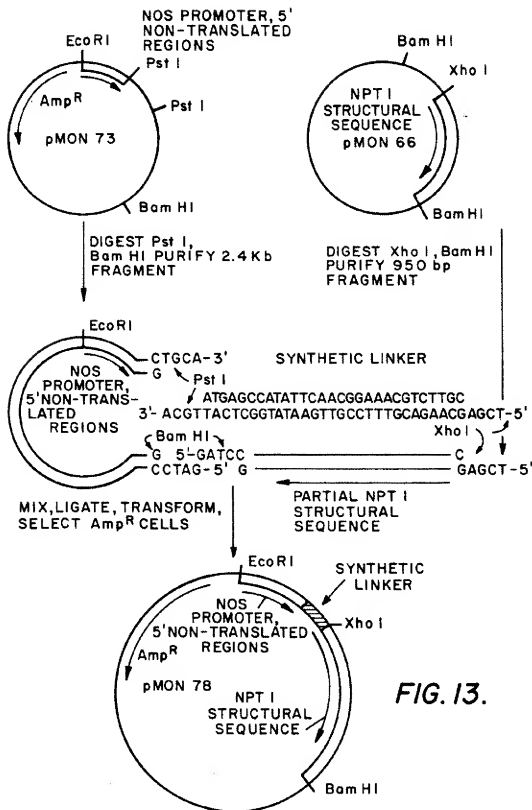 NOS PROMOTER, 5'
NON-TRANSLATED
REGIONS
EcoRI
Pst I
Amp^R
Pst I
pMON 73
Bam HI
Bam HI
Xho I
NPT I
STRUCTURAL
SEQUENCE
pMON 66
Bam HI
DIGEST Pst I,
Bam HI PURIFY 2.4 Kb
FRAGMENT
DIGEST Xho I, Bam HI
PURIFY 950 bp
FRAGMENT
EcoRI
CTGCA-3'
G
SYNTHETIC LINKER
NOS
PROMOTER,
5'NON-TRANS-
LATED
REGIONS
Pst I
ATGAGCCATATTCAACGGAAACGTCTTGC
3'- ACGTTACTCGGTATAAGTTGCCTTTGCAGAACGAGCT-5'
Xho I
Bam HI
G 5'-GATCC C
CCTAG-5' G GAGCT-5'
MIX, LIGATE, TRANSFORM,
SELECT Amp^R CELLS
PARTIAL NPT I
STRUCTURAL
SEQUENCE
EcoRI
SYNTHETIC
LINKER
NOS
PROMOTER,
5'NON-TRANSLATED
REGIONS
Xho I
Amp^R
pMON 78
NPT I
STRUCTURAL
SEQUENCE
Bam HI
FIG. 13.